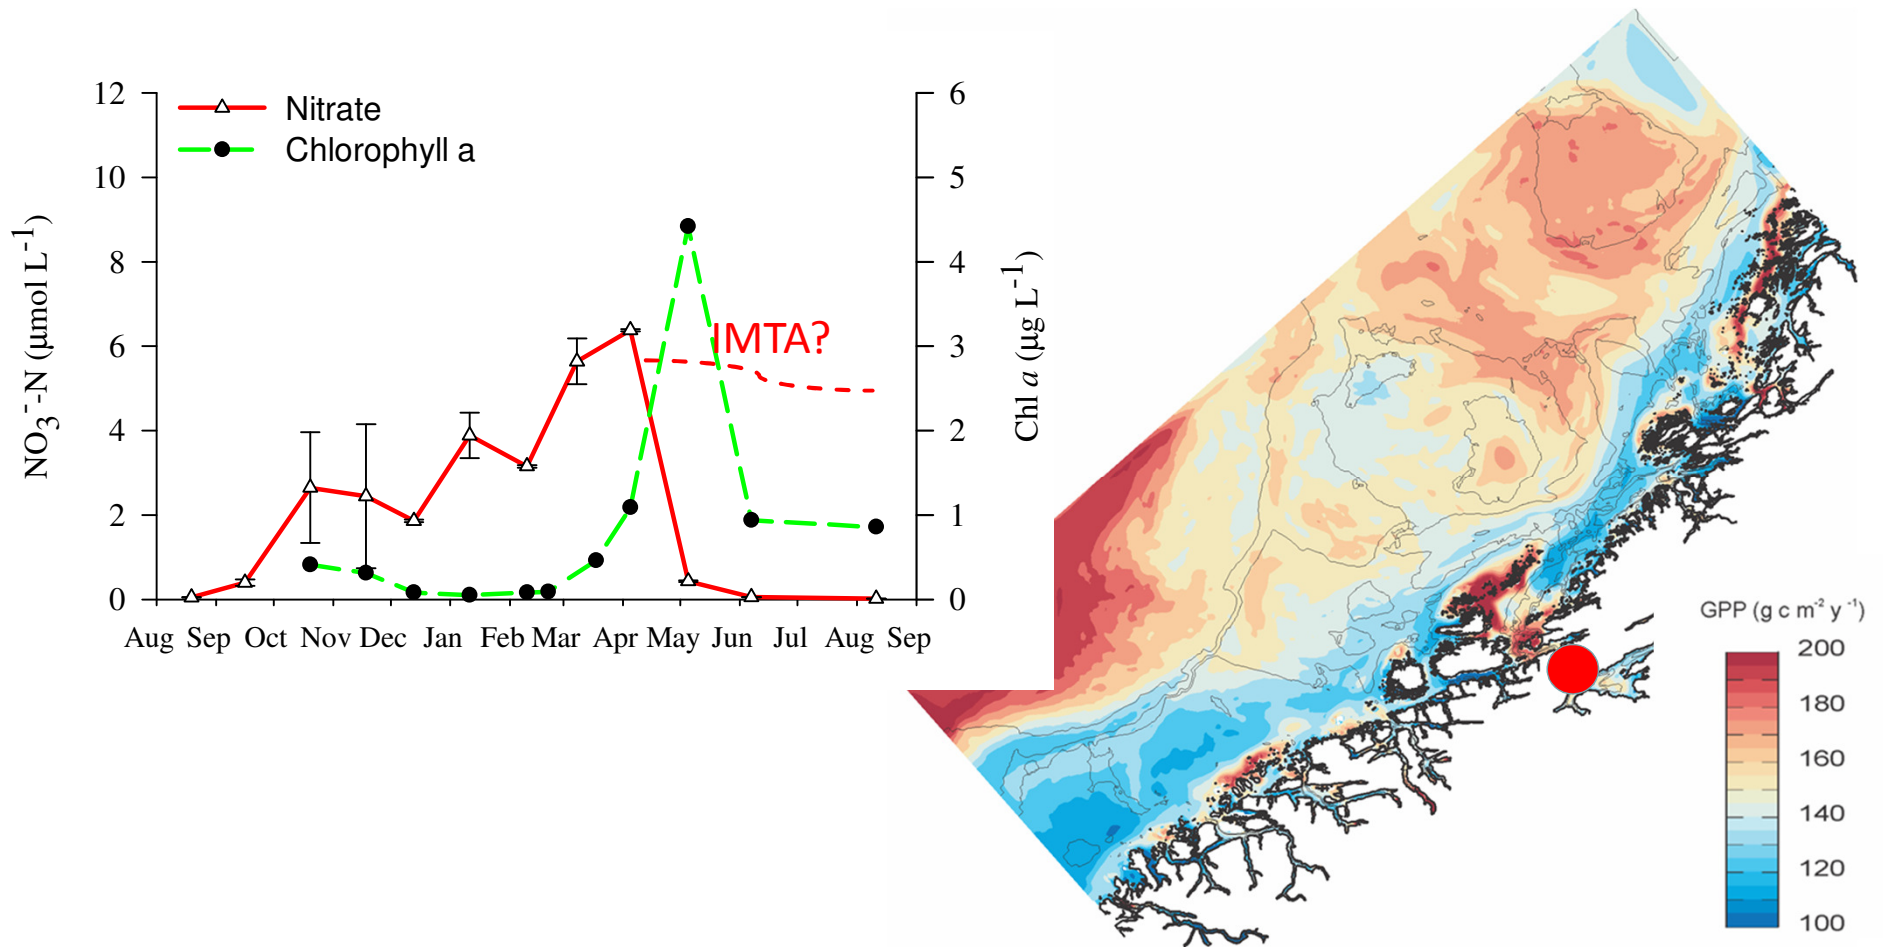 Nitrate
Chlorophyll a
12
10
8
6
4
2
0
NO₃⁻-N (µmol L⁻¹)
6
5
4
3
2
1
0
Chl a (µg L⁻¹)
IMTA?
Aug Sep Oct Nov Dec Jan Feb Mar Apr May Jun Jul Aug Sep
GPP (g c m⁻² y⁻¹)
200
180
160
140
120
100